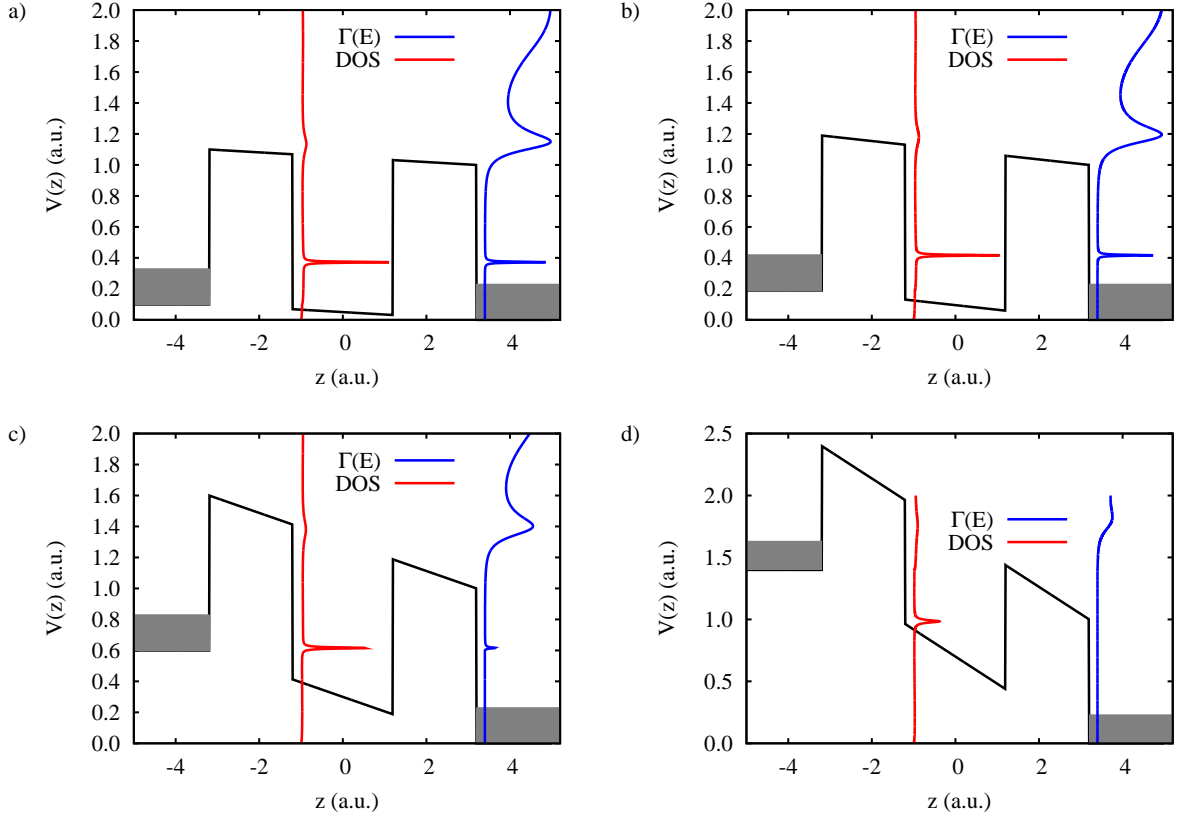 a)
2.0
1.8
1.6
1.4
1.2
1.0
0.8
0.6
0.4
0.2
0.0
V(z) (a.u.)
Γ(E)
DOS
-4
-2
0
2
4
z (a.u.)
b)
2.0
1.8
1.6
1.4
1.2
1.0
0.8
0.6
0.4
0.2
0.0
V(z) (a.u.)
Γ(E)
DOS
-4
-2
0
2
4
z (a.u.)
c)
2.0
1.8
1.6
1.4
1.2
1.0
0.8
0.6
0.4
0.2
0.0
V(z) (a.u.)
Γ(E)
DOS
-4
-2
0
2
4
z (a.u.)
d)
2.5
2.0
1.5
1.0
0.5
0.0
V(z) (a.u.)
Γ(E)
DOS
-4
-2
0
2
4
z (a.u.)